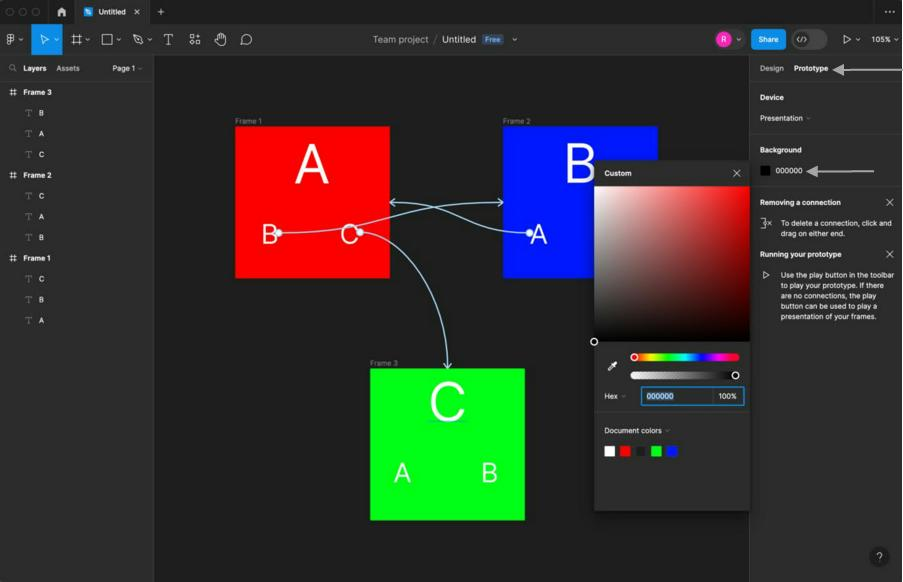 Untitled
Team project / Untitled Free
R
Share
105%
Layers
Assets
Page 1
Frame 3
B
A
C
Frame 2
C
A
B
Frame 1
C
B
A
Frame 1
A
B
C
Frame 2
B
A
Frame 3
C
A
B
Custom
Hex
000000
100%
Document colors
Design
Prototype
Device
Presentation
Background
000000
Removing a connection
To delete a connection, click and
drag on either end.
Running your prototype
Use the play button in the toolbar
to play your prototype. If there
are no connections, the play
button can be used to play a
presentation of your frames.
?